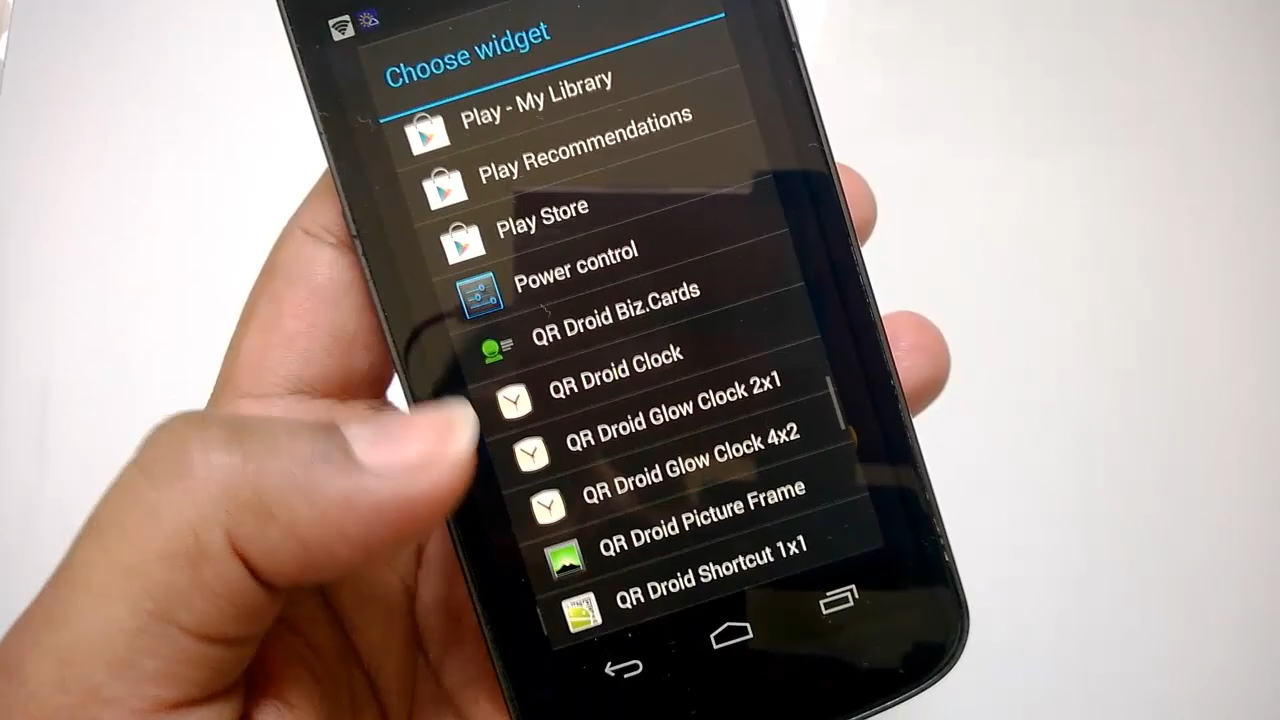 Choose widget
Play - My Library
Play Recommendations
Play Store
Power control
QR Droid Biz.Cards
QR Droid Clock
QR Droid Glow Clock 2x1
QR Droid Glow Clock 4x2
QR Droid Picture Frame
QR Droid Shortcut 1x1